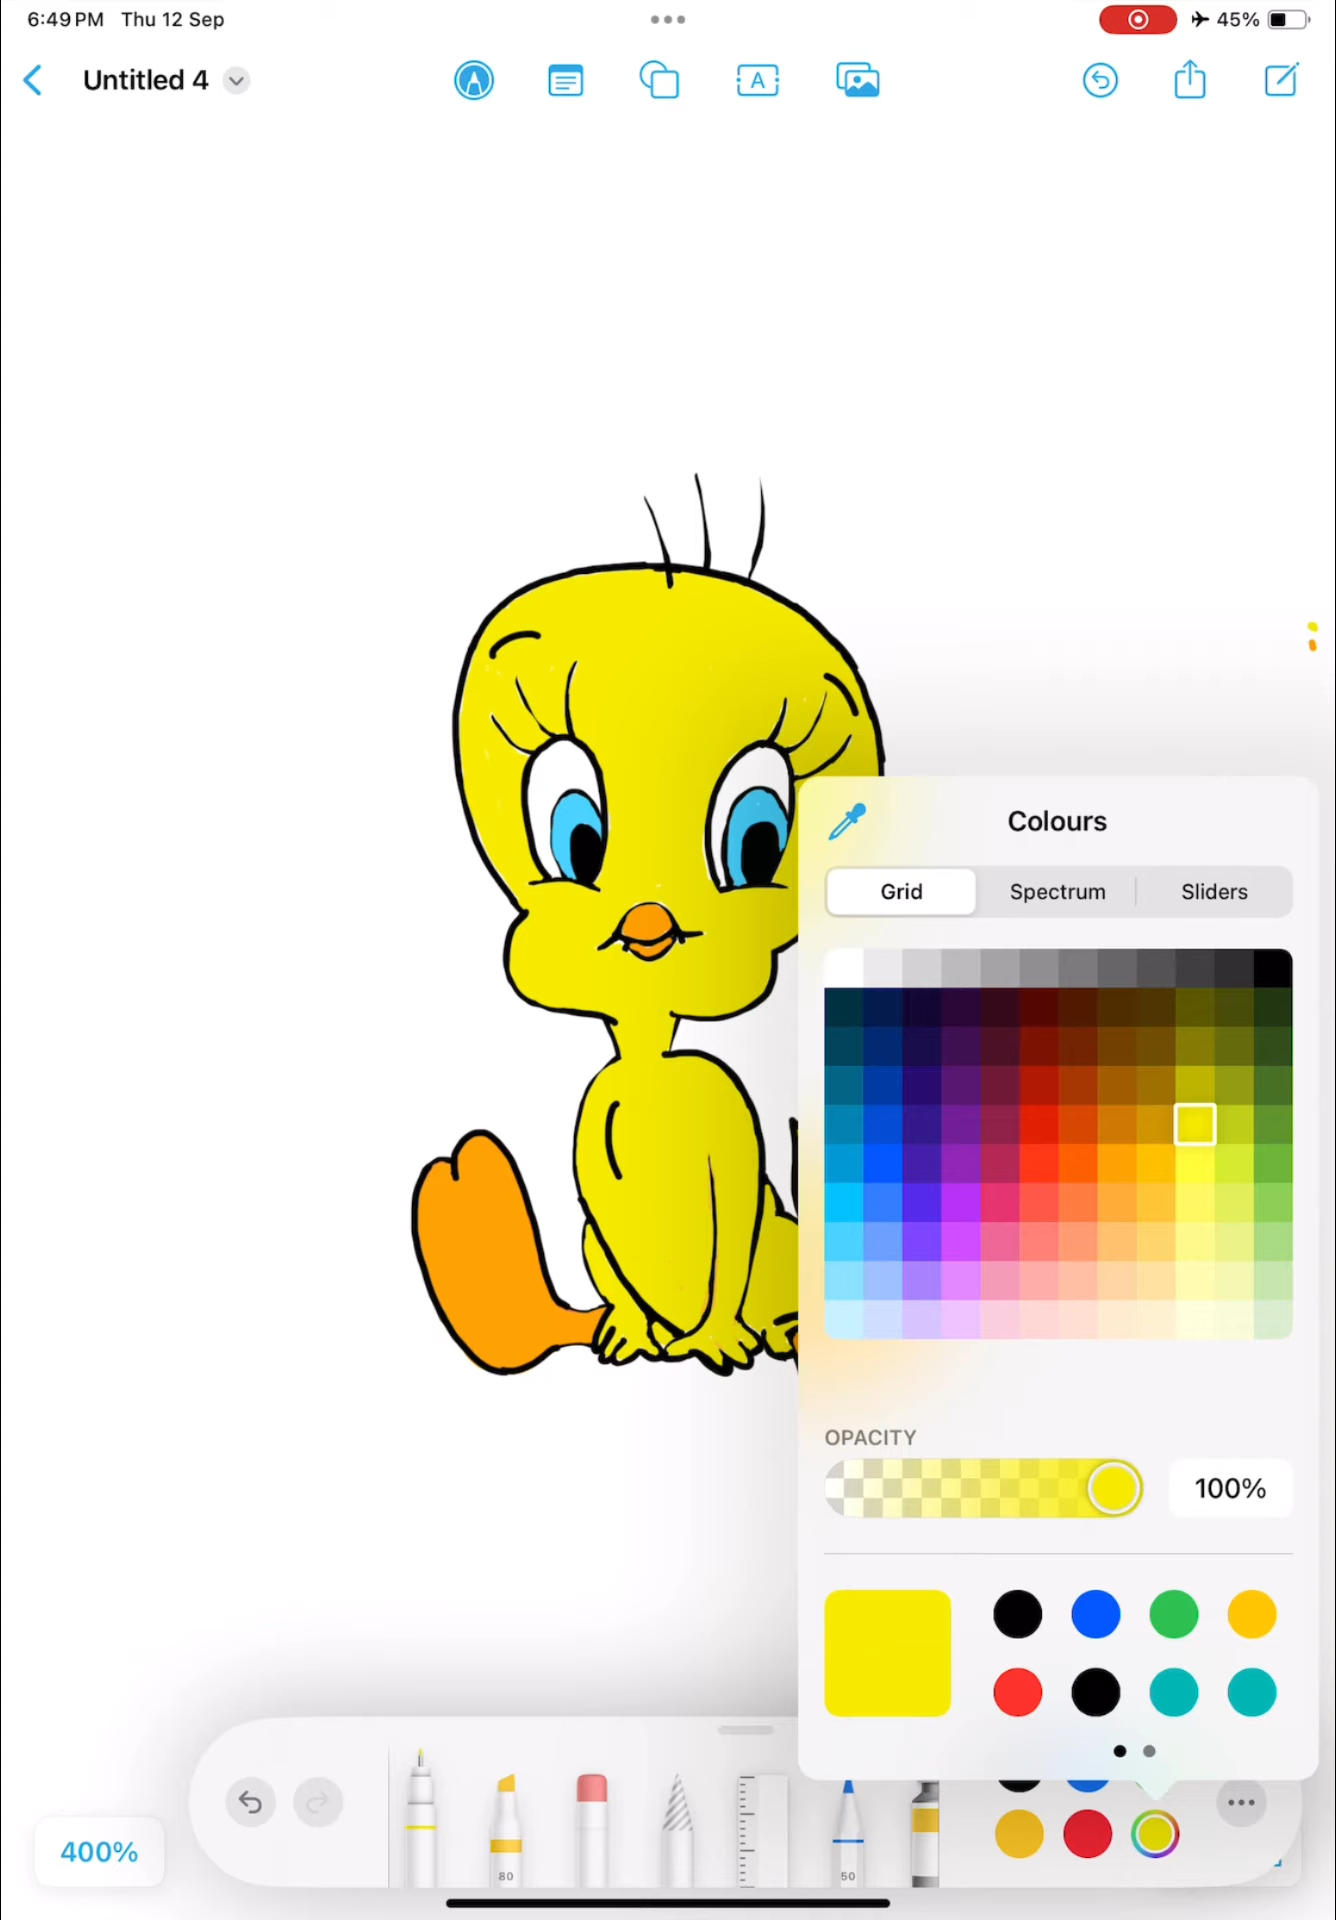 6:49 PM Thu 12 Sep
45%
Untitled 4
A
Colours
Grid Spectrum Sliders
OPACITY
100%
400%
80
50